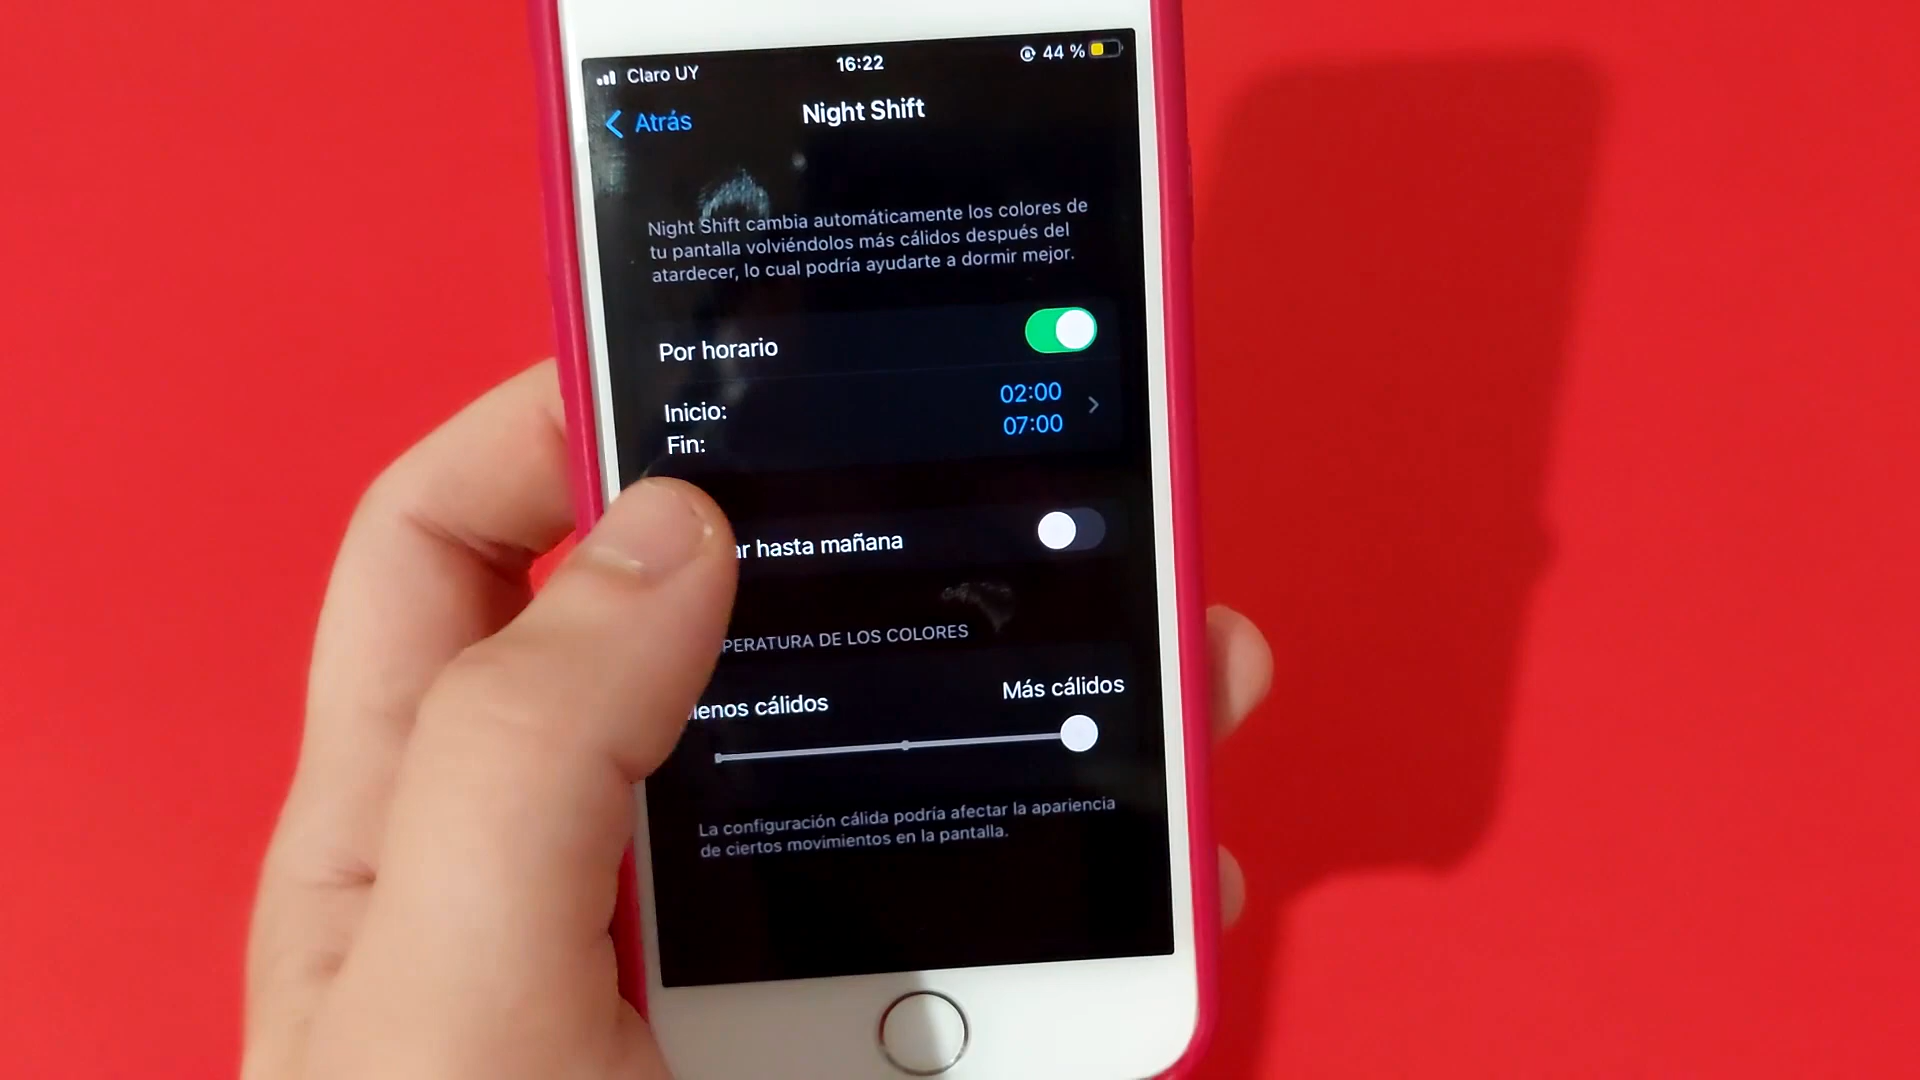 Claro UY 16:22 44 %
Atrás Night Shift
Night Shift cambia automáticamente los colores de
tu pantalla volviéndolos más cálidos después del
atardecer, lo cual podría ayudarte a dormir mejor.
Por horario
Inicio: 02:00
Fin: 07:00
hasta mañana
DE LOS COLORES
cálidos Más cálidos
La configuración cálida podría afectar la apariencia
de ciertos movimientos en la pantalla.